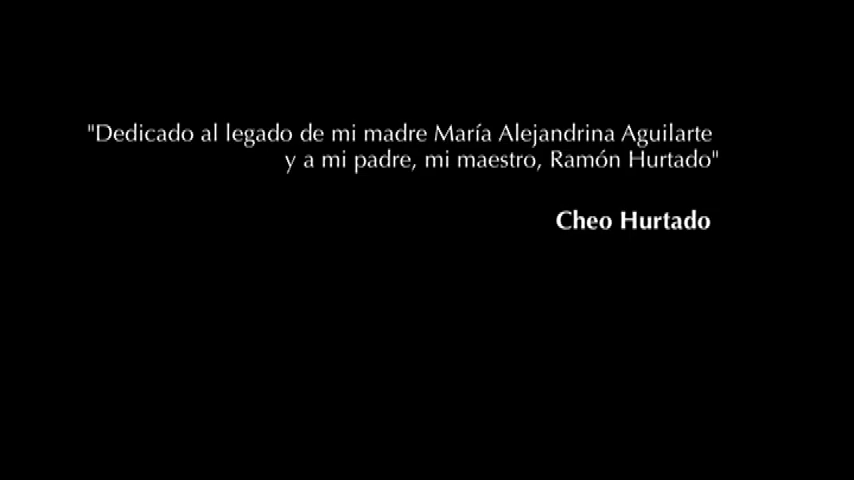 "Dedicado al legado de mi madre María Alejandrina Aguilarte
y a mi padre, mi maestro, Ramón Hurtado"
Cheo Hurtado